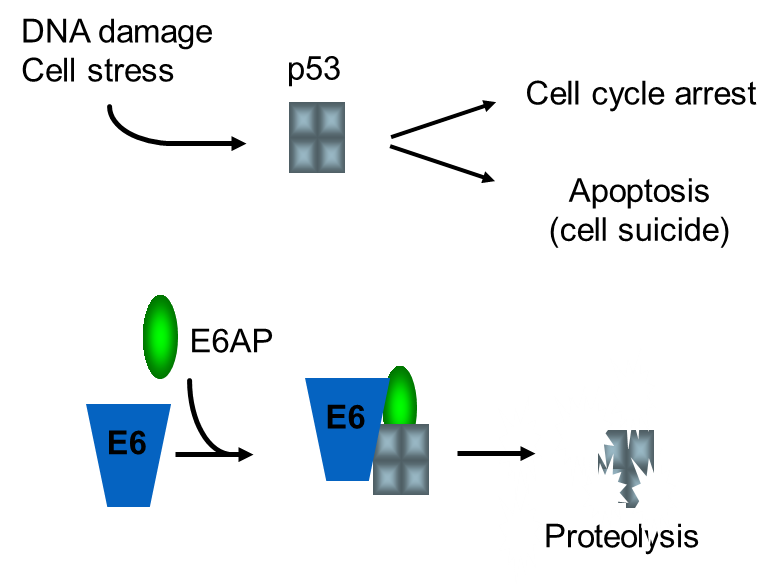 DNA damage
Cell stress
p53
Cell cycle arrest
Apoptosis
(cell suicide)
E6AP
E6
E6
Proteolysis